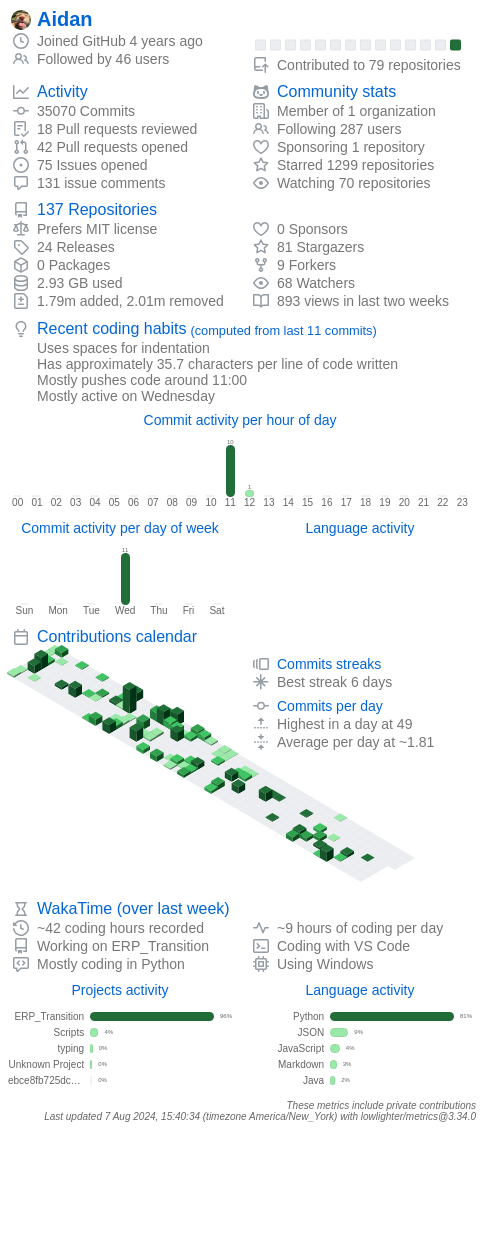 Aidan
Joined GitHub 4 years ago
Followed by 46 users
Contributed to 79 repositories
Activity
35070 Commits
18 Pull requests reviewed
42 Pull requests opened
75 Issues opened
131 issue comments
Community stats
Member of 1 organization
Following 287 users
Sponsoring 1 repository
Starred 1299 repositories
Watching 70 repositories
137 Repositories
Prefers MIT license
24 Releases
0 Packages
2.93 GB used
1.79m added, 2.01m removed
0 Sponsors
81 Stargazers
9 Forkers
68 Watchers
893 views in last two weeks
Recent coding habits (computed from last 11 commits)
Uses spaces for indentation
Has approximately 35.7 characters per line of code written
Mostly pushes code around 11:00
Mostly active on Wednesday
Commit activity per hour of day
10
1
00 01 02 03 04 05 06 07 08 09 10 11 12 13 14 15 16 17 18 19 20 21 22 23
Commit activity per day of week
11
Sun Mon Tue Wed Thu Fri Sat
Language activity
Contributions calendar
Commits streaks
Best streak 6 days
Commits per day
Highest in a day at 49
Average per day at ~1.81
WakaTime (over last week)
~42 coding hours recorded
Working on ERP_Transition
Mostly coding in Python
~9 hours of coding per day
Coding with VS Code
Using Windows
Projects activity
ERP_Transition 96%
Scripts 4%
typing 0%
Unknown Project 0%
ebce8fb725dc… 0%
Language activity
Python 81%
JSON 9%
JavaScript 4%
Markdown 3%
Java 2%
These metrics include private contributions
Last updated 7 Aug 2024, 15:40:34 (timezone America/New_York) with lowlighter/metrics@3.34.0